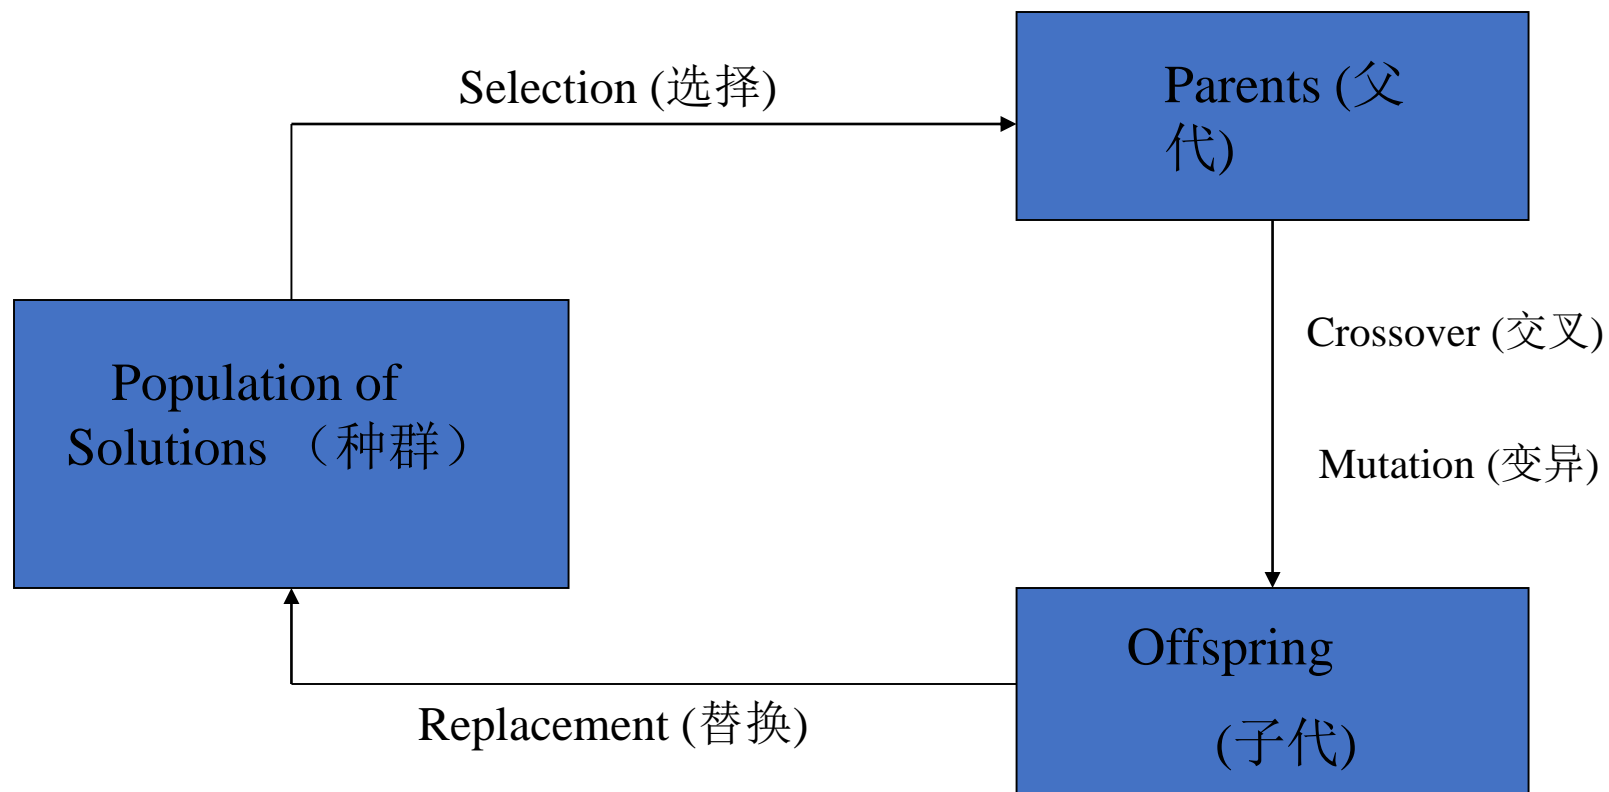 Selection (选择)
Parents (父
代)
Population of
Solutions （种群）
Crossover (交叉)
Mutation (变异)
Offspring
(子代)
Replacement (替换)